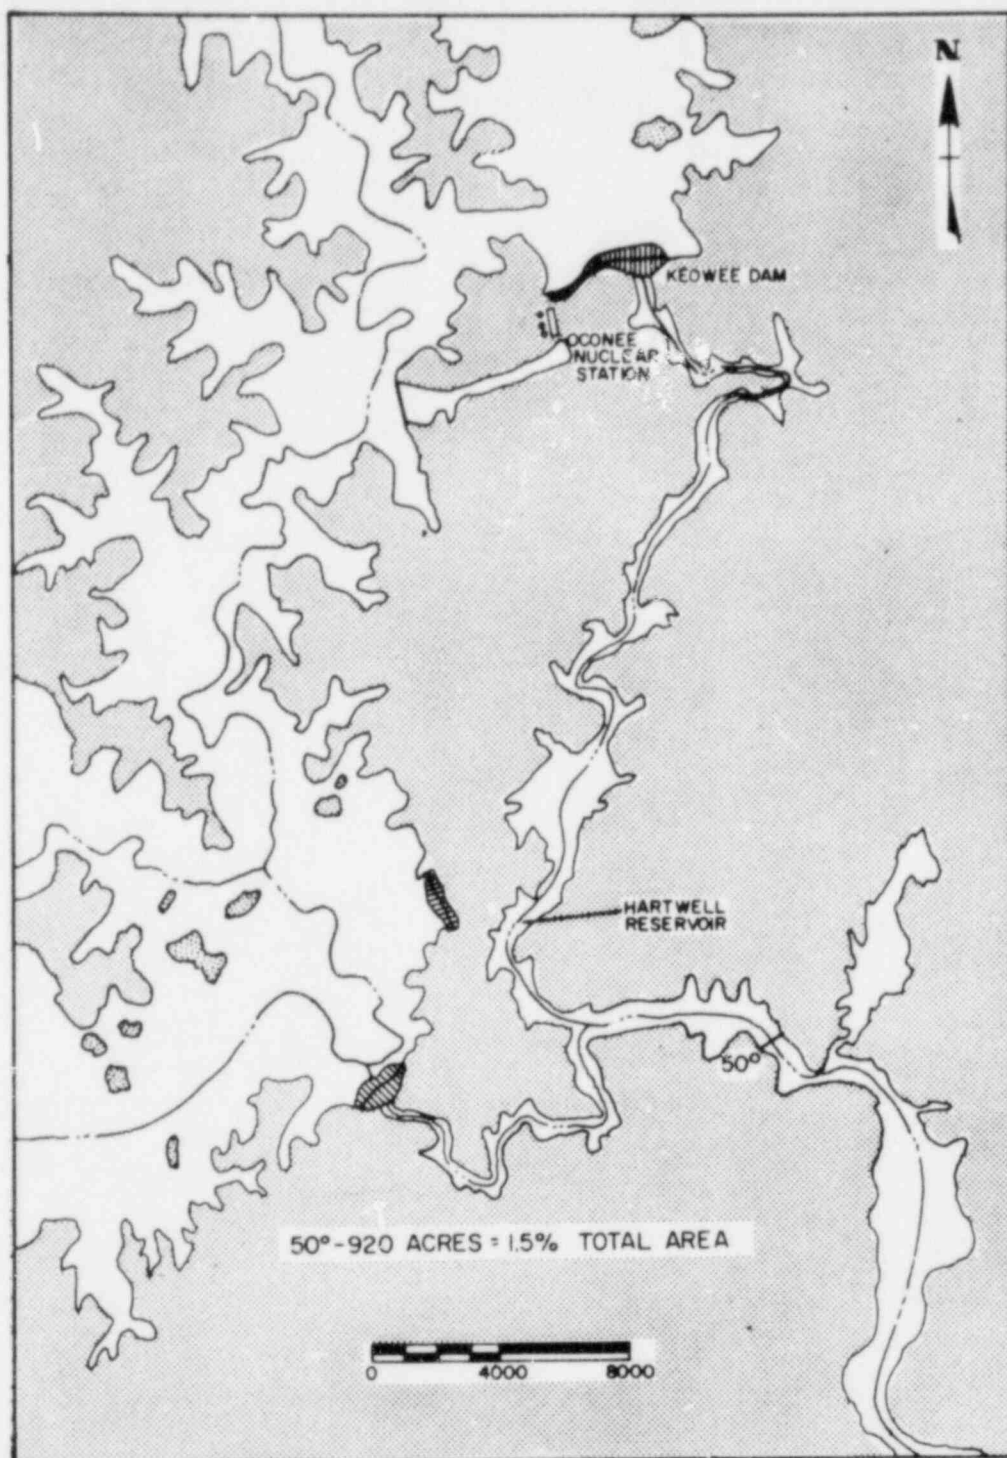 N
KEOWEE DAM
OCONEE
NUCLEAR
STATION
HARTWELL
RESERVOIR
50°
50°-920 ACRES = 1.5% TOTAL AREA
0 4000 8000